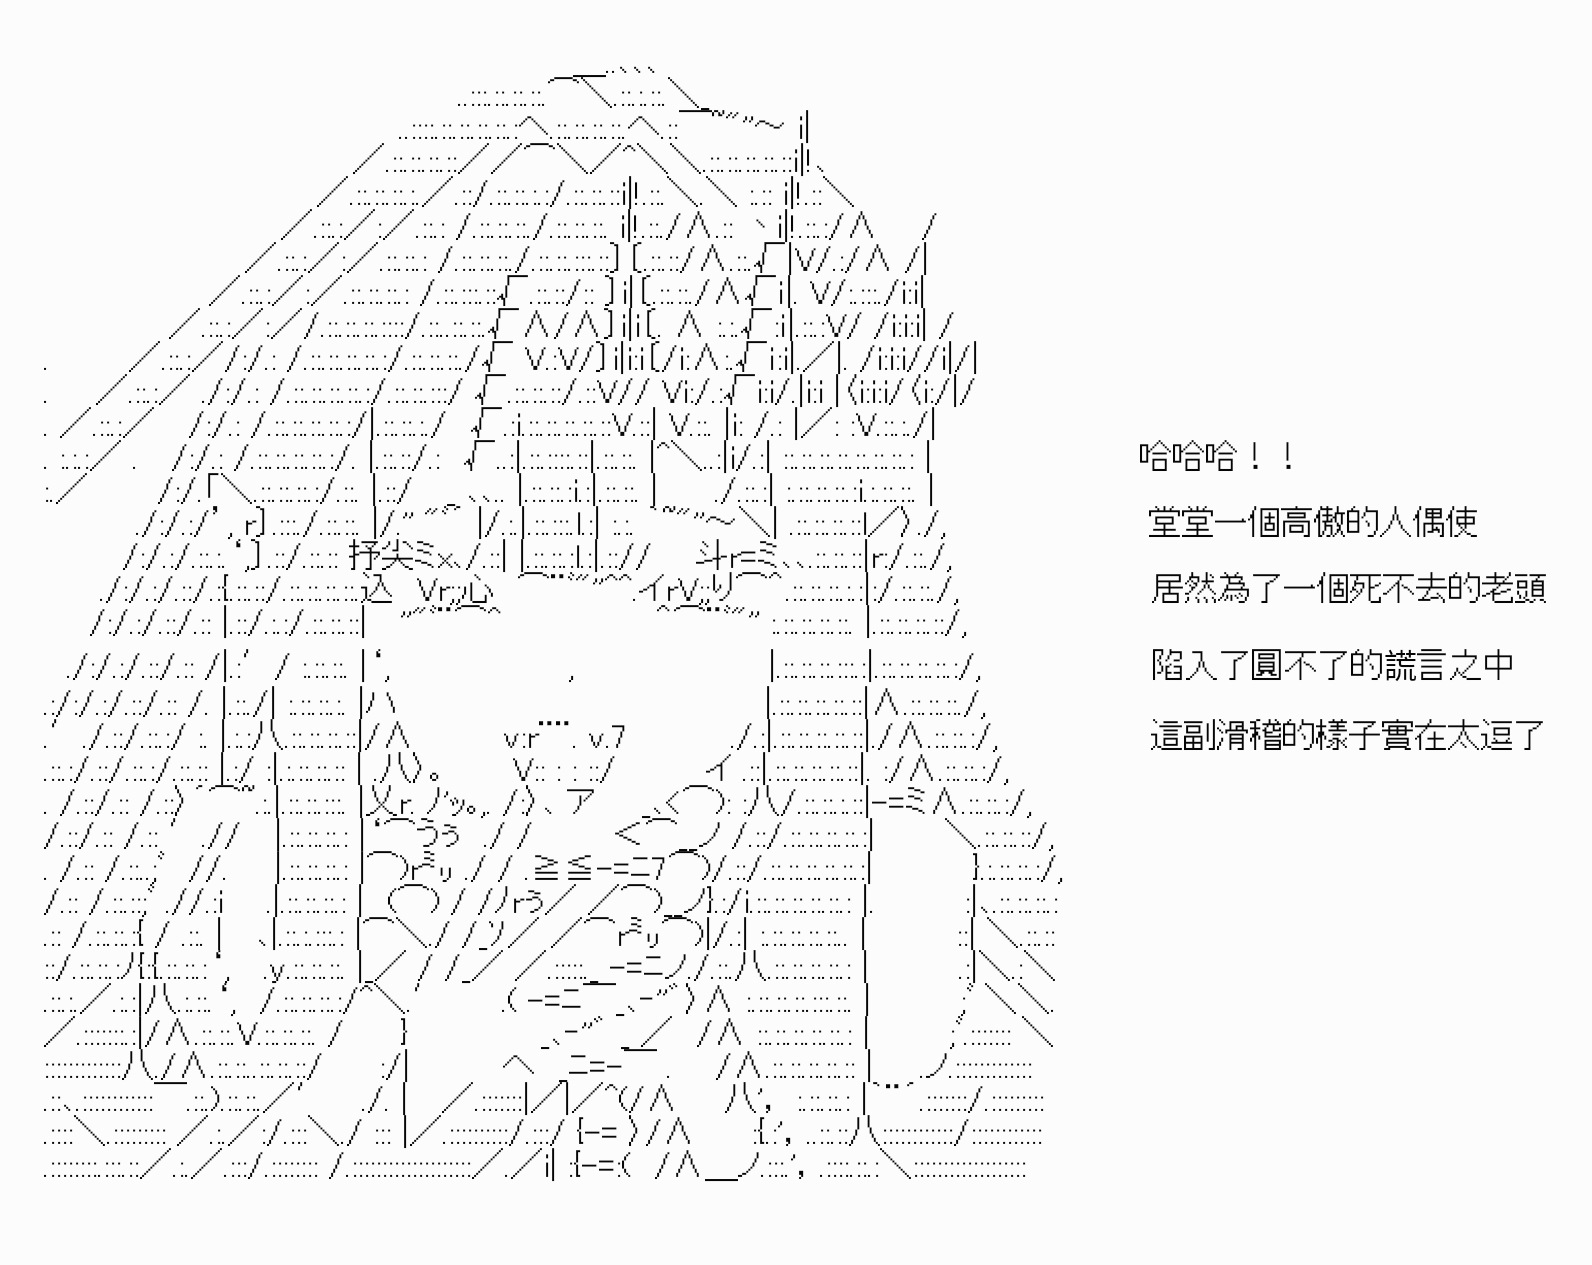 哈哈哈！！
堂堂一個高傲的人偶使
居然為了一個死不去的老頭
陷入了圓不了的謊言之中
這副滑稽的樣子實在太逗了